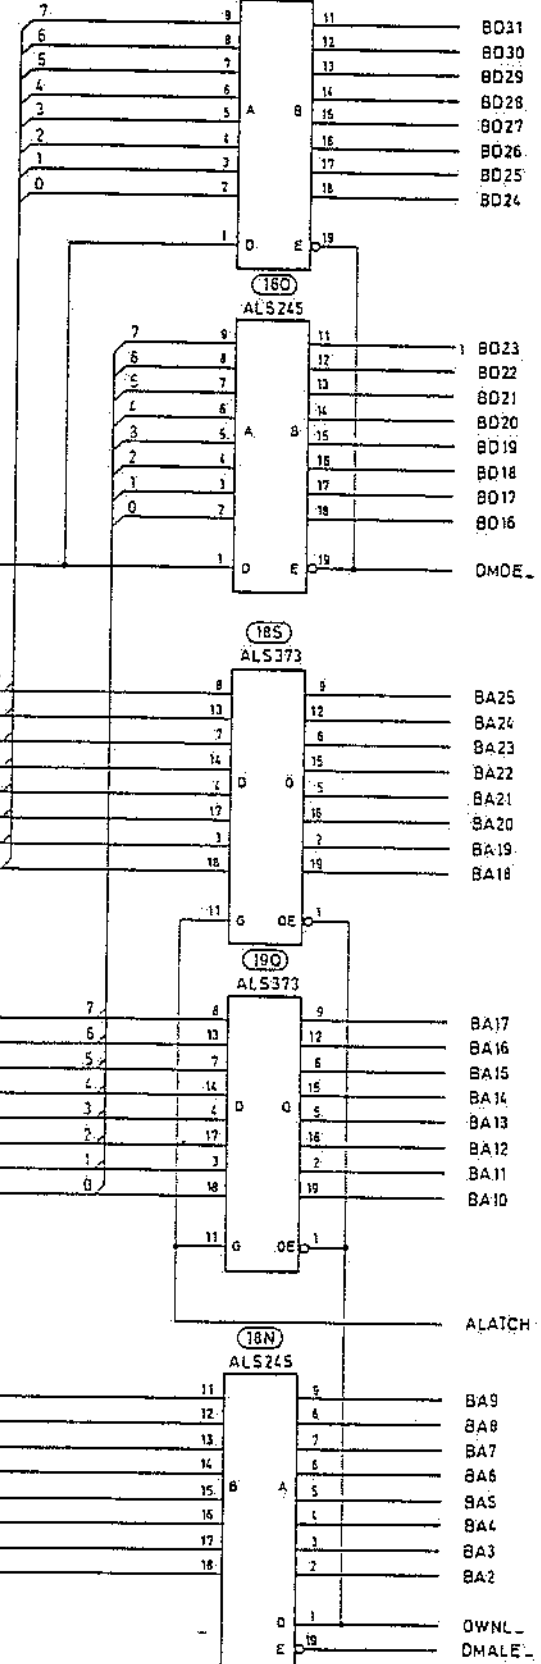 7 9 11 BD31
6 8 12 BD30
5 7 13 BD29
4 6 14 BD28
3 5 15 BD27
2 4 16 BD26
1 3 17 BD25
0 2 18 BD24
A B
1 D E 19
ALS245
7 9 11 BD23
6 8 12 BD22
5 7 13 BD21
4 6 14 BD20
3 5 15 BD19
2 4 16 BD18
1 3 17 BD17
0 2 18 BD16
A B
1 D E 19
18S
ALS373
8 9 BA25
13 12 BA24
7 6 BA23
14 15 BA22
4 5 BA21
17 16 BA20
3 2 BA19
18 19 BA18
D Q
11 G OE 1
19Q
ALS373
7 8 9 BA17
6 13 12 BA16
5 7 6 BA15
4 14 15 BA14
3 4 5 BA13
2 17 16 BA12
1 3 2 BA11
0 18 19 BA10
D Q
11 G OE 1
ALATCH
18N
ALS245
11 BA9
12 BA8
13 7 BA7
14 6 BA6
15 5 BA5
16 4 BA4
17 3 BA3
18 2 BA2
B A
D 1 OWNL_
E 19 DMALE_